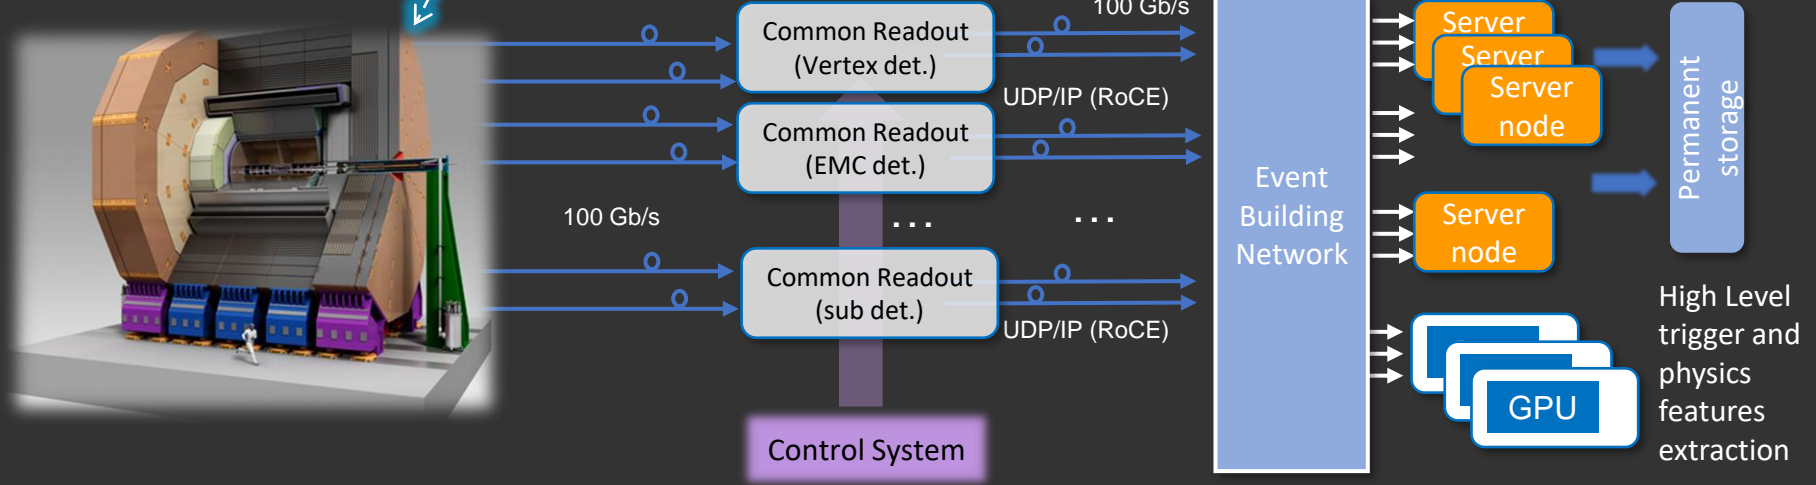 100 Gb/s
Common Readout
(Vertex det.)
UDP/IP (RoCE)
Common Readout
(EMC det.)
100 Gb/s
...
...
Common Readout
(sub det.)
UDP/IP (RoCE)
Control System
Event
Building
Network
Server
Server
Server
node
Server
node
GPU
Permanent
storage
High Level
trigger and
physics
features
extraction